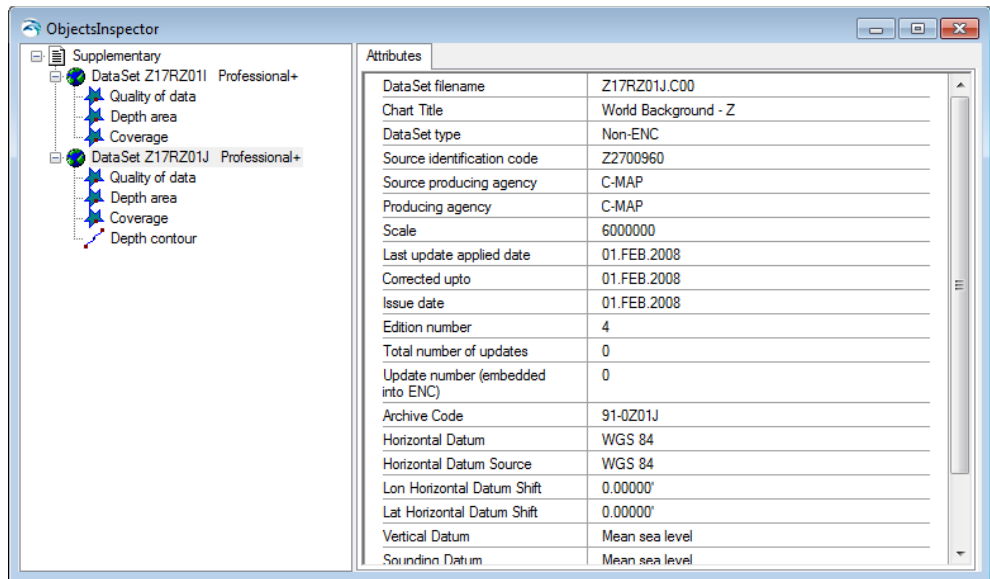 ObjectsInspector
Supplementary
DataSet Z17RZ01I Professional+
Quality of data
Depth area
Coverage
DataSet Z17RZ01J Professional+
Quality of data
Depth area
Coverage
Depth contour
Attributes
DataSet filename Z17RZ01J.C00
Chart Title World Background - Z
DataSet type Non-ENC
Source identification code Z2700960
Source producing agency C-MAP
Producing agency C-MAP
Scale 6000000
Last update applied date 01.FEB.2008
Corrected upto 01.FEB.2008
Issue date 01.FEB.2008
Edition number 4
Total number of updates 0
Update number (embedded 0
into ENC)
Archive Code 91-0Z01J
Horizontal Datum WGS 84
Horizontal Datum Source WGS 84
Lon Horizontal Datum Shift 0.00000'
Lat Horizontal Datum Shift 0.00000'
Vertical Datum Mean sea level
Sounding Datum Mean sea level